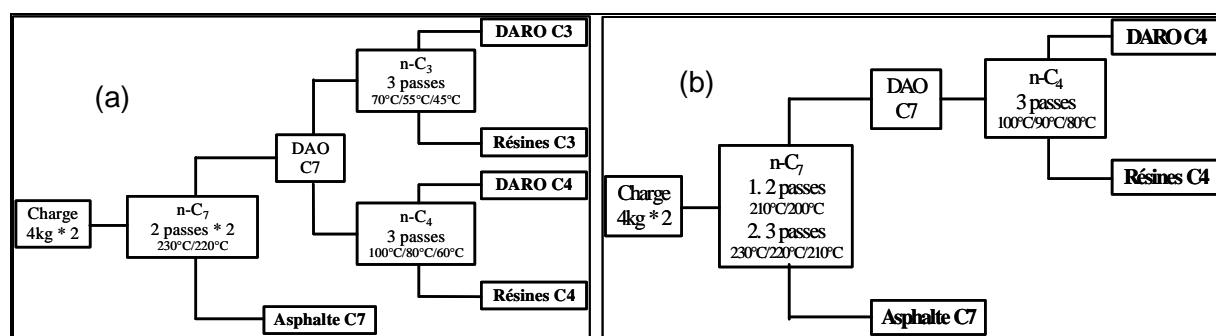 (a)
Charge
4kg * 2
n-C7
2 passes * 2
230°C/220°C
Asphalte C7
DAO
C7
n-C3
3 passes
70°C/55°C/45°C
DARO C3
Résines C3
n-C4
3 passes
100°C/80°C/60°C
DARO C4
Résines C4
(b)
Charge
4kg * 2
n-C7
1. 2 passes
210°C/200°C
2. 3 passes
230°C/220°C/210°C
Asphalte C7
DAO
C7
n-C4
3 passes
100°C/90°C/80°C
DARO C4
Résines C4